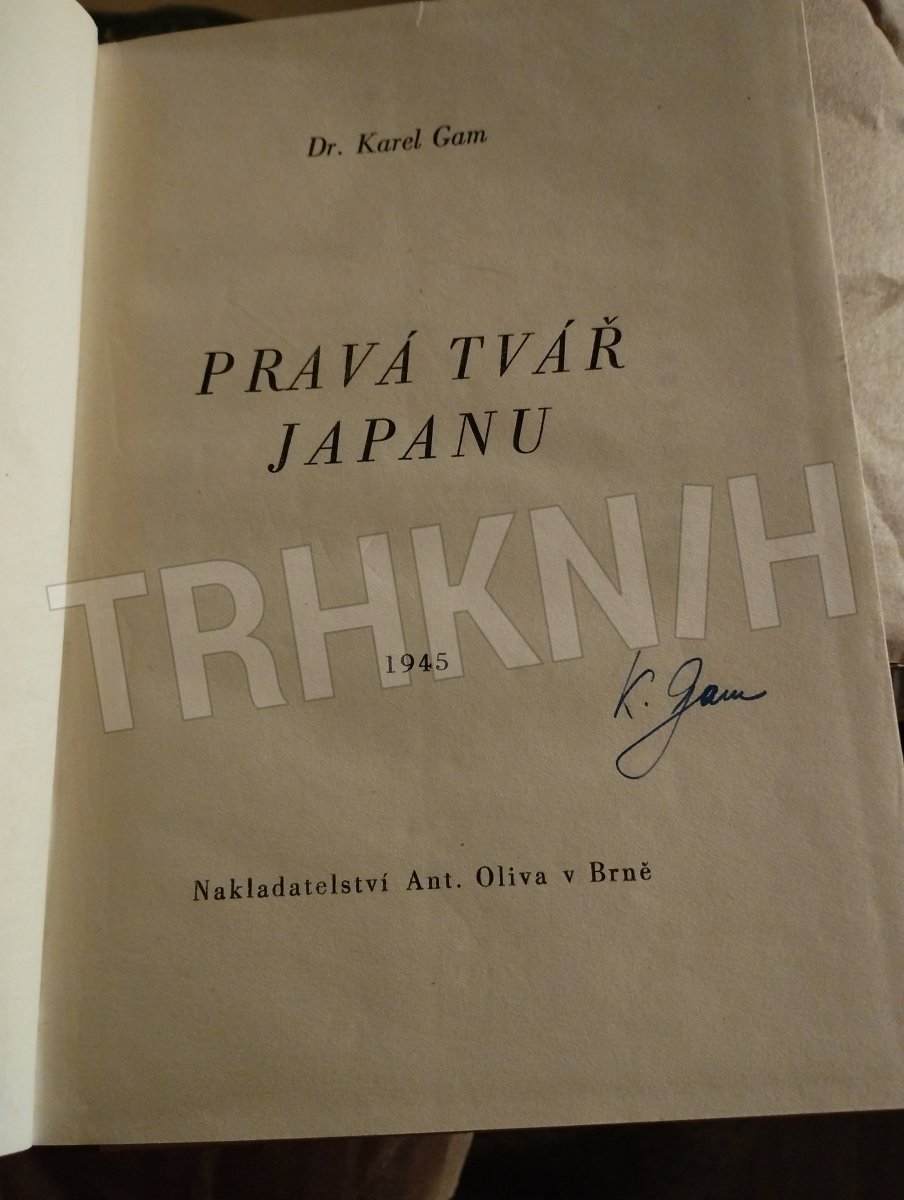 Dr. Karel Gam
PRAVÁ TVÁŘ
JAPANU
TRHKNIH
1945
K. Gam
Nakladatelství Ant. Oliva v Brně